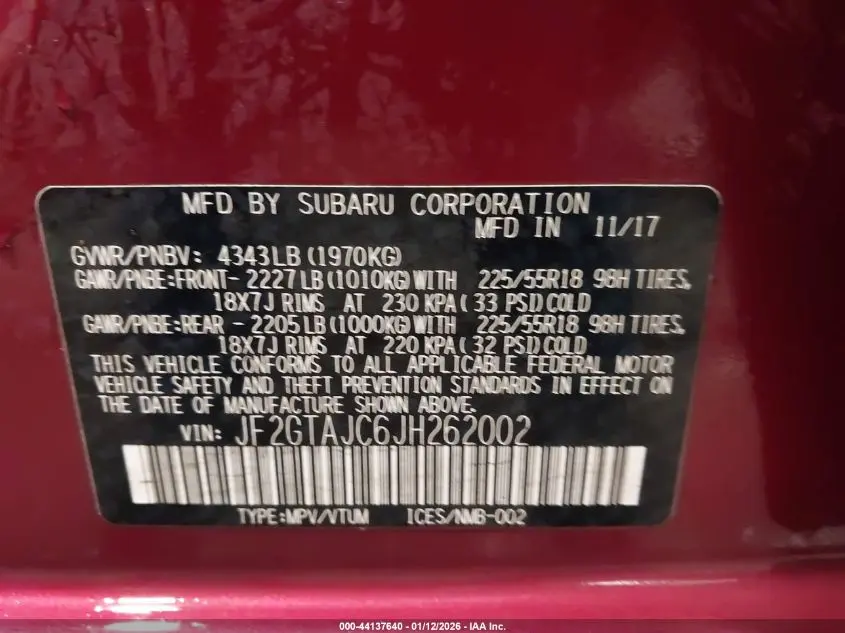 MFD BY SUBARU CORPORATION
MFD IN 11/17
GVWR/PNBV: 4343LB(1970KG)
GAWR/PNBE:FRONT- 2227LB(1010KG)WITH 225/55R18 98H TIRES,
18X7J RIMS AT 230 KPA( 33 PSI)COLD
GAWR/PNBE:REAR - 2205LB(1000KG)WITH 225/55R18 98H TIRES,
18X7J RIMS AT 220 KPA( 32 PSI)COLD
THIS VEHICLE CONFORMS TO ALL APPLICABLE FEDERAL MOTOR
VEHICLE SAFETY AND THEFT PREVENTION STANDARDS IN EFFECT ON
THE DATE OF MANUFACTURE SHOWN ABOVE.
VIN: JF2GTAJC6JH262002
TYPE:MPV/VTUM ICES/NMB-002
000-44137640 - 01/12/2026 - IAA Inc.